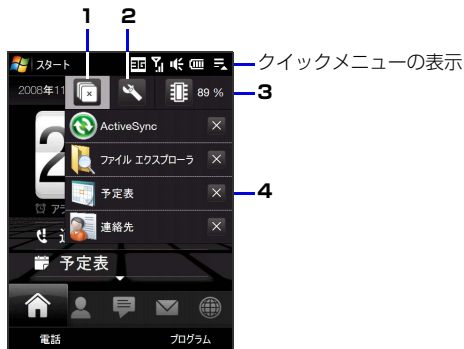 1 2
スタート 3G
クイックメニューの表示
2008年11
89 %
3
2
ActiveSync
ファイル エクスプローラ
予定表
4
連絡先
予定表
電話 プログラム